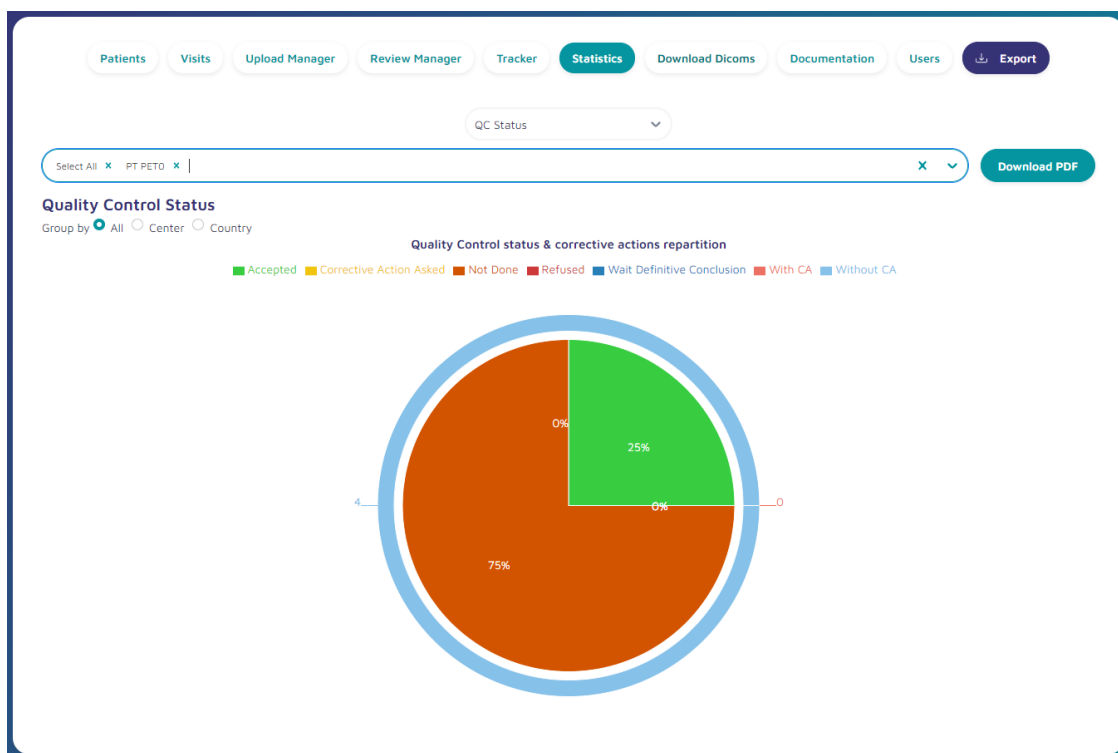 Patients Visits Upload Manager Review Manager Tracker Statistics Download Dicoms Documentation Users Export
QC Status
Select All × PT PET0 × Download PDF
Quality Control Status
Group by All Center Country
Quality Control status & corrective actions repartition
Accepted Corrective Action Asked Not Done Refused Wait Definitive Conclusion With CA Without CA
0%
25%
4 0% 0
75%